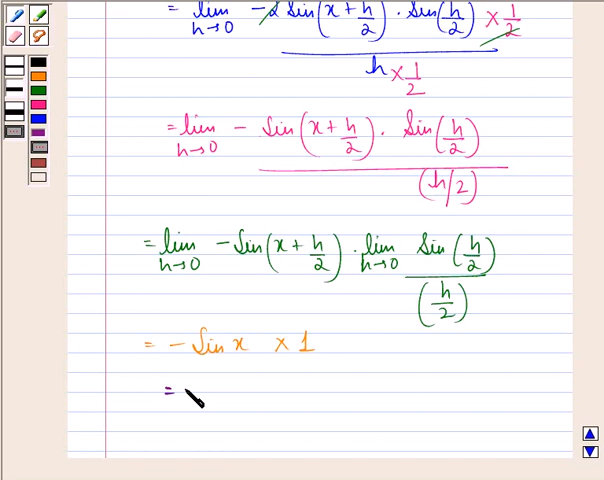 = lim h→0 -2 Sin(x + h/2) · Sin(h/2) × 1/2 / h × 1/2
= lim h→0 - Sin(x + h/2) · Sin(h/2) / (h/2)
= lim h→0 - Sin(x + h/2) · lim h→0 Sin(h/2) / (h/2)
= - Sin x × 1
=